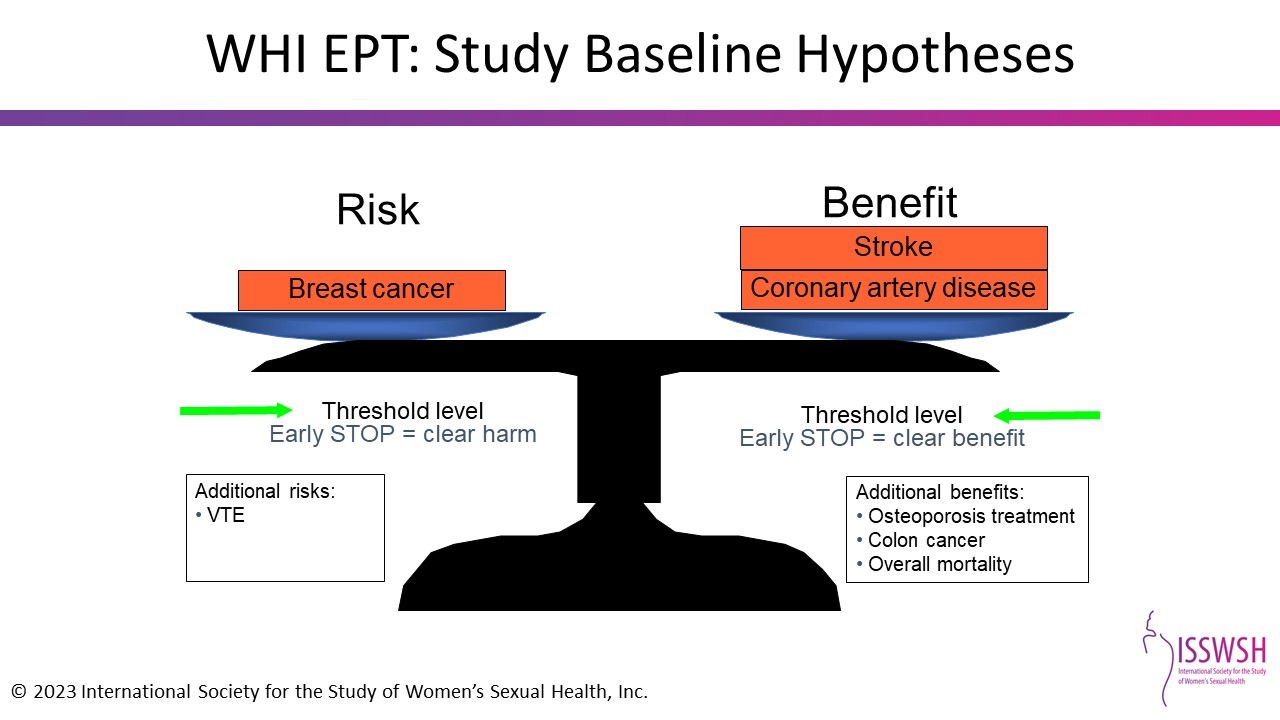 WHI EPT: Study Baseline Hypotheses
Risk
Benefit
Stroke
Breast cancer
Coronary artery disease
Threshold level
Early STOP = clear harm
Threshold level
Early STOP = clear benefit
Additional risks:
• VTE
Additional benefits:
• Osteoporosis treatment
• Colon cancer
• Overall mortality
ISSWSH
International Society for the Study
of Women's Sexual Health
© 2023 International Society for the Study of Women’s Sexual Health, Inc.